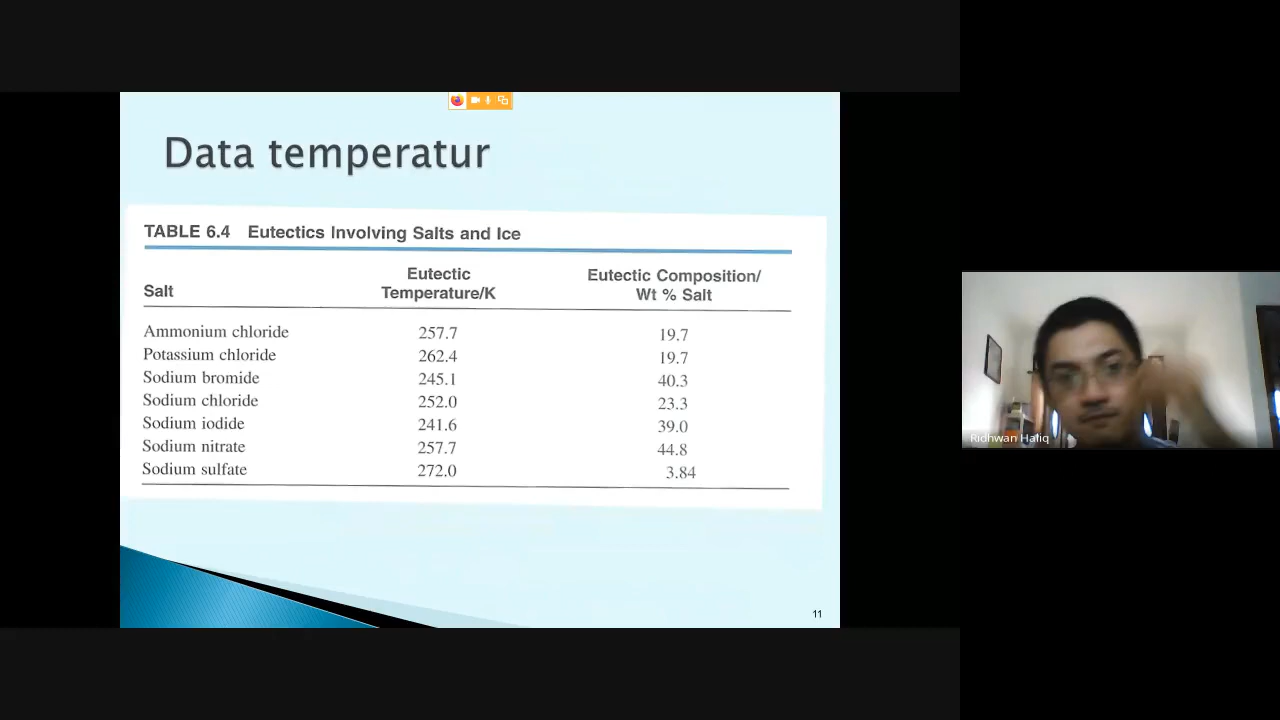 Data temperatur
TABLE 6.4 Eutectics Involving Salts and Ice
Salt Eutectic Temperature/K Eutectic Composition/ Wt % Salt
Ammonium chloride 257.7 19.7
Potassium chloride 262.4 19.7
Sodium bromide 245.1 40.3
Sodium chloride 252.0 23.3
Sodium iodide 241.6 39.0
Sodium nitrate 257.7 44.8
Sodium sulfate 272.0 3.84
11
Ridhwan Hafiq